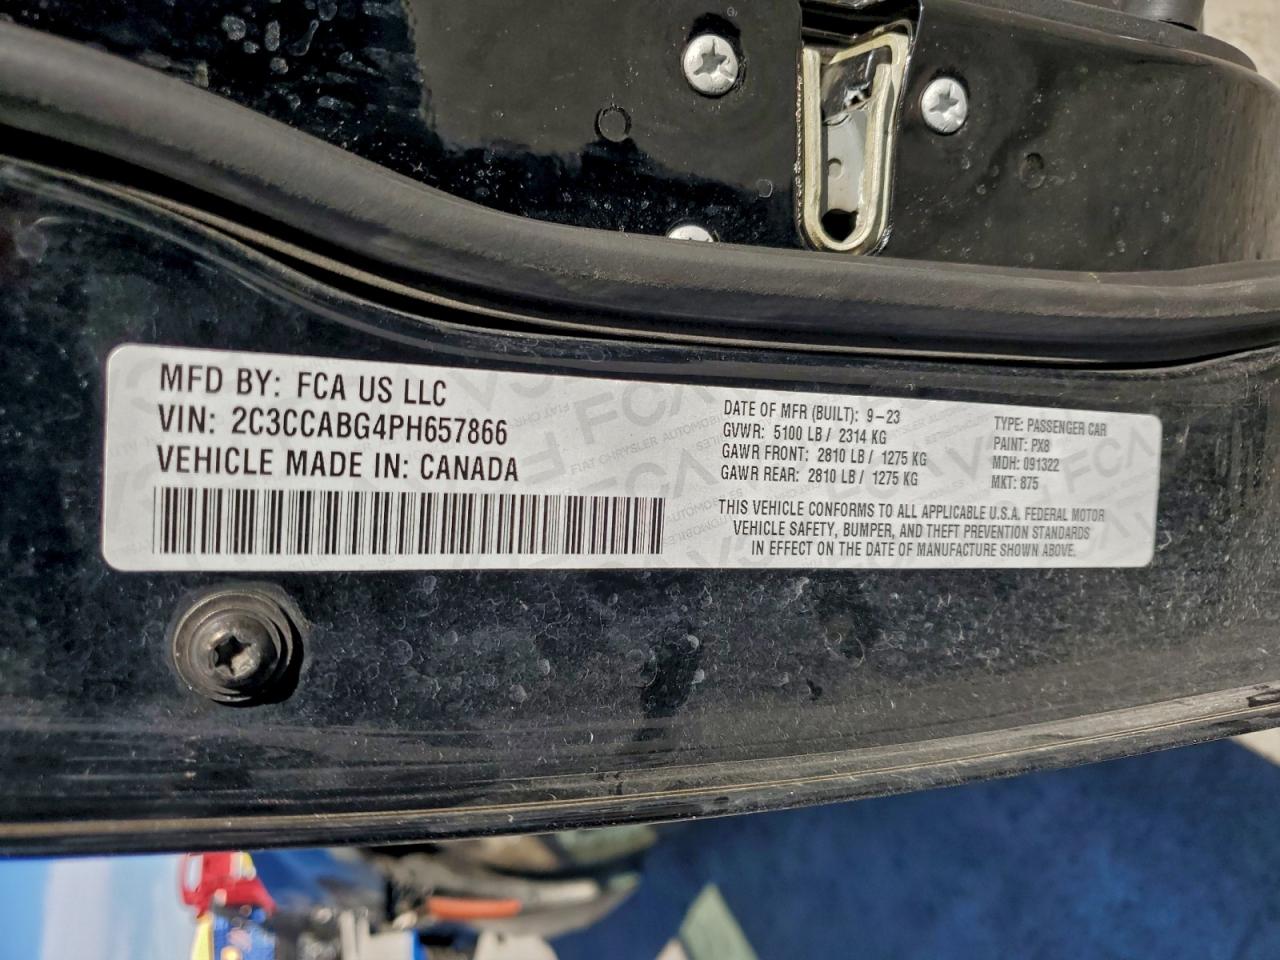 MFD BY: FCA US LLC
VIN: 2C3CCABG4PH657866
VEHICLE MADE IN: CANADA
DATE OF MFR (BUILT): 9-23
GVWR: 5100 LB / 2314 KG
GAWR FRONT: 2810 LB / 1275 KG
GAWR REAR: 2810 LB / 1275 KG
TYPE: PASSENGER CAR
PAINT: PX8
MDH: 091322
MKT: 875
THIS VEHICLE CONFORMS TO ALL APPLICABLE U.S.A. FEDERAL MOTOR
VEHICLE SAFETY, BUMPER, AND THEFT PREVENTION STANDARDS
IN EFFECT ON THE DATE OF MANUFACTURE SHOWN ABOVE.